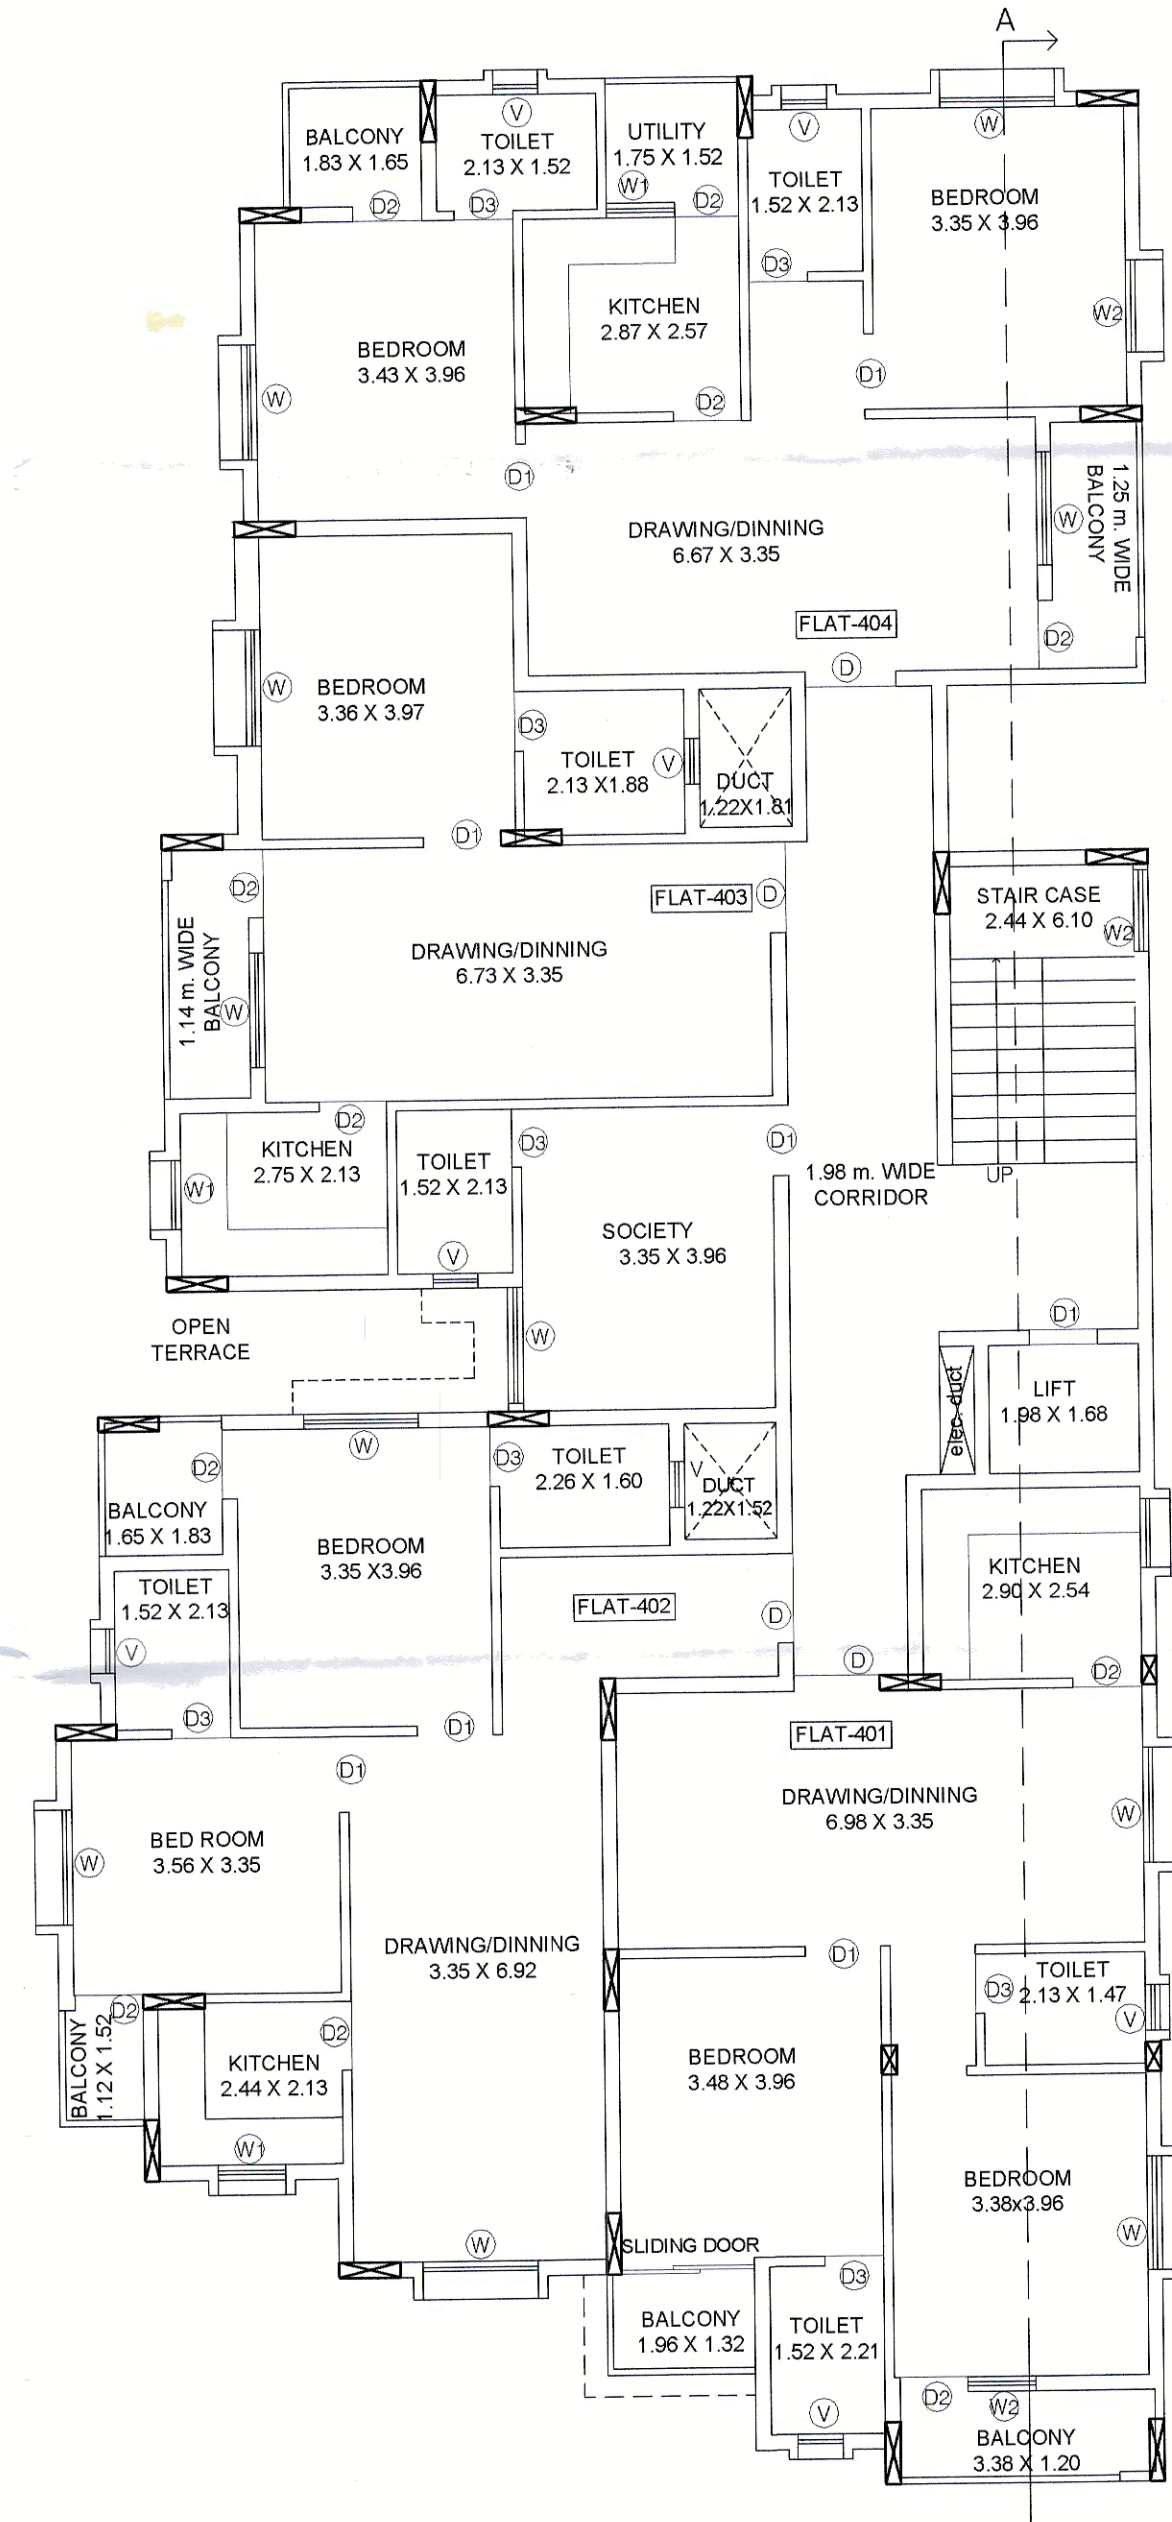 A
BALCONY
1.83 X 1.65
D2
V
TOILET
2.13 X 1.52
D3
UTILITY
1.75 X 1.52
W1
D2
V
TOILET
1.52 X 2.13
D3
W
BEDROOM
3.35 X 3.96
W2
D1
KITCHEN
2.87 X 2.57
D2
BEDROOM
3.43 X 3.96
W
D1
DRAWING/DINNING
6.67 X 3.35
W
1.25 m. WIDE
BALCONY
FLAT-404
D2
D
BEDROOM
3.36 X 3.97
W
D3
TOILET
2.13 X1.88
V
DUCT
1.22X1.81
D1
D2
FLAT-403
D
STAIR CASE
2.44 X 6.10
W2
DRAWING/DINNING
6.73 X 3.35
1.14 m. WIDE
BALCONY
W
D2
KITCHEN
2.75 X 2.13
W1
TOILET
1.52 X 2.13
V
D3
D1
1.98 m. WIDE
CORRIDOR
UP
SOCIETY
3.35 X 3.96
W
OPEN
TERRACE
D1
elec. duct
LIFT
1.98 X 1.68
W
D2
BALCONY
1.65 X 1.83
D3
TOILET
2.26 X 1.60
V
DUCT
1.22X1.52
BEDROOM
3.35 X3.96
KITCHEN
2.90 X 2.54
TOILET
1.52 X 2.13
V
D3
FLAT-402
D
D
D2
D1
D1
FLAT-401
DRAWING/DINNING
6.98 X 3.35
W
BED ROOM
3.56 X 3.35
W
DRAWING/DINNING
3.35 X 6.92
D1
D3
TOILET
2.13 X 1.47
V
D2
BALCONY
1.12 X 1.52
D2
KITCHEN
2.44 X 2.13
W1
BEDROOM
3.48 X 3.96
BEDROOM
3.38x3.96
W
W
SLIDING DOOR
D3
BALCONY
1.96 X 1.32
TOILET
1.52 X 2.21
V
D2
W2
BALCONY
3.38 X 1.20